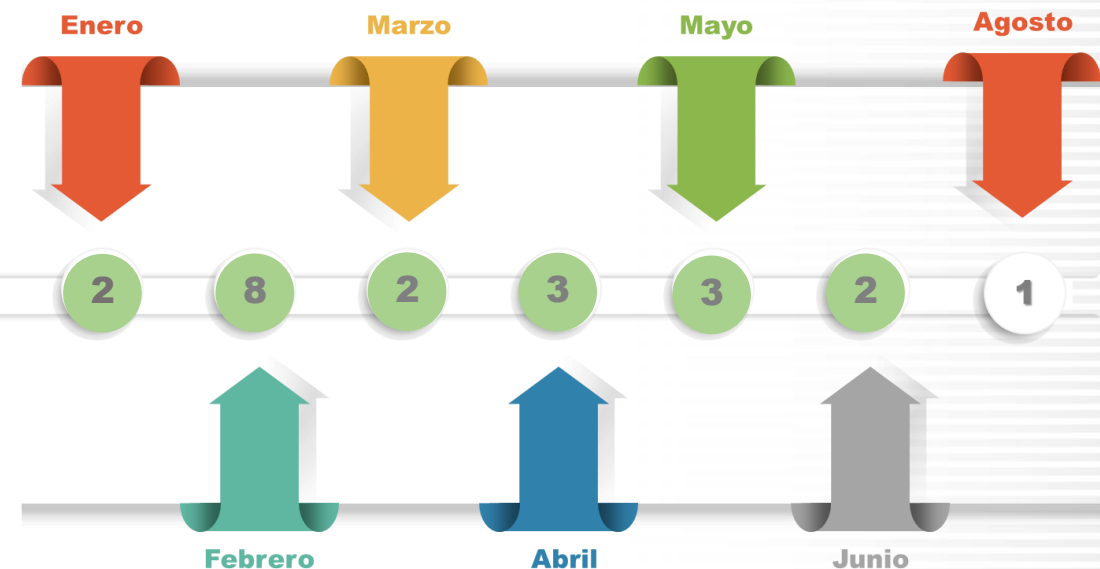 Enero
Marzo
Mayo
Agosto
2
8
2
3
3
2
1
Febrero
Abril
Junio